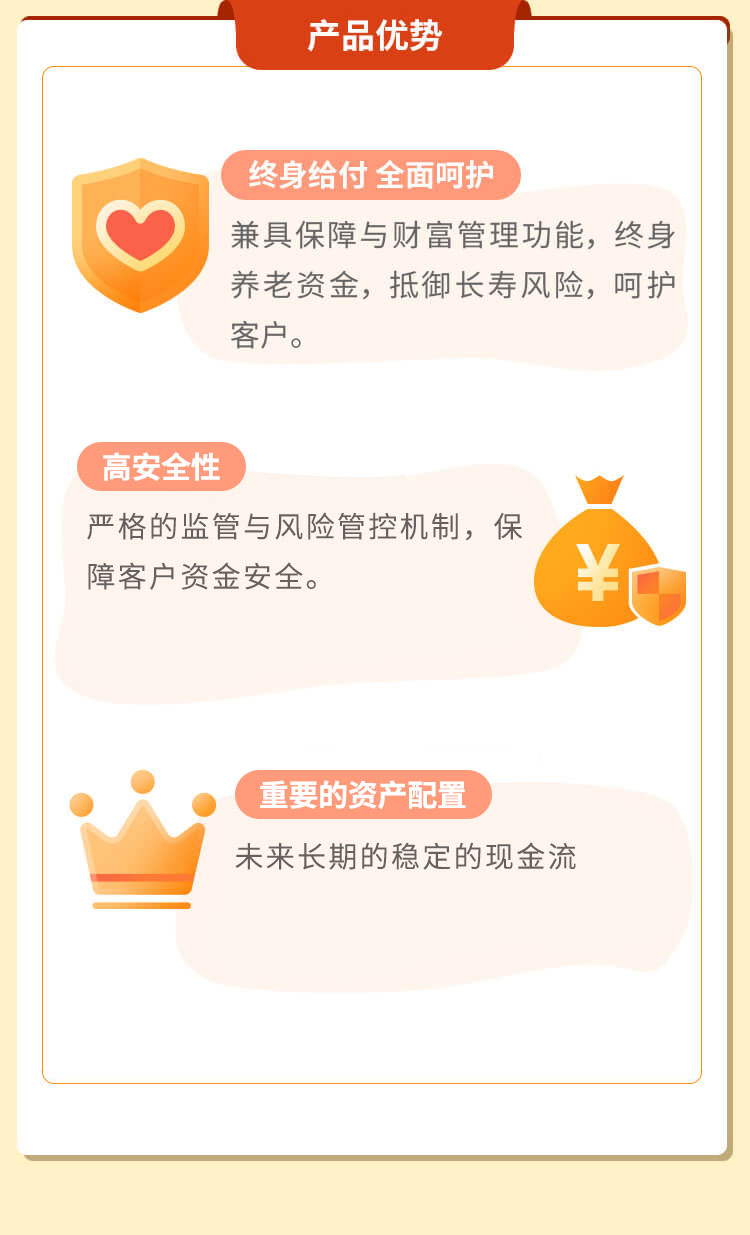 产品优势
终身给付 全面呵护
兼具保障与财富管理功能，终身
养老资金，抵御长寿风险，呵护
客户。
高安全性
严格的监管与风险管控机制，保
障客户资金安全。
¥
重要的资产配置
未来长期的稳定的现金流